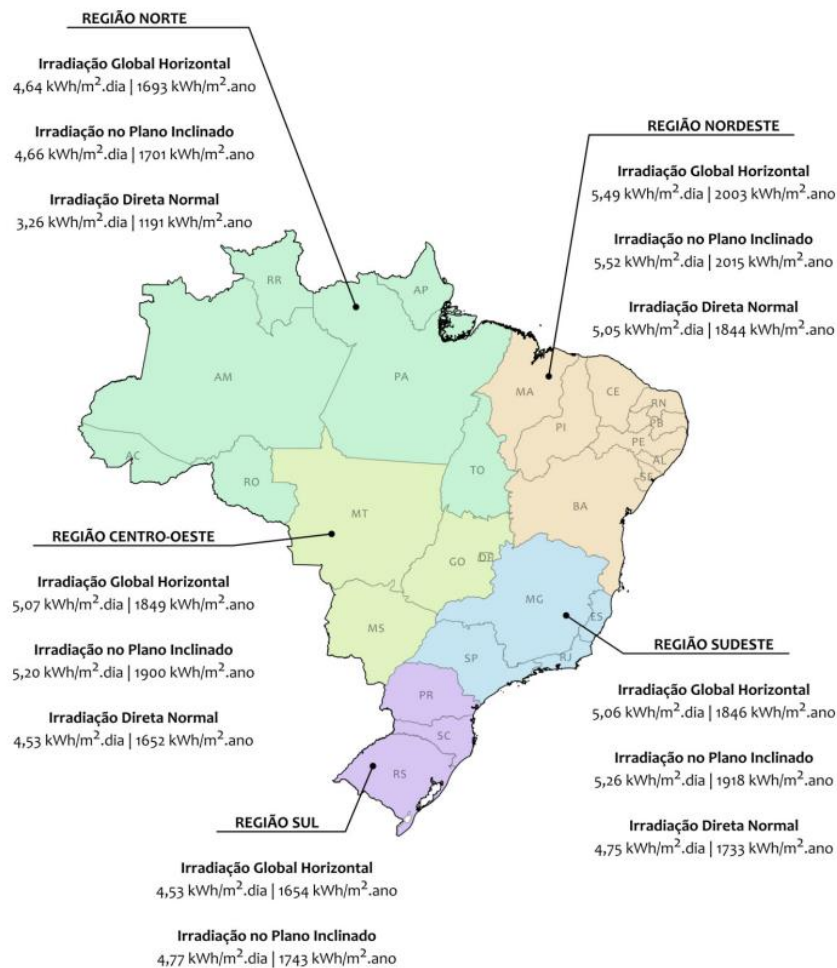 REGIÃO NORTE
Irradiação Global Horizontal
4,64 kWh/m².dia | 1693 kWh/m².ano
Irradiação no Plano Inclinado
4,66 kWh/m².dia | 1701 kWh/m².ano
Irradiação Direta Normal
3,26 kWh/m².dia | 1191 kWh/m².ano
REGIÃO NORDESTE
Irradiação Global Horizontal
5,49 kWh/m².dia | 2003 kWh/m².ano
Irradiação no Plano Inclinado
5,52 kWh/m².dia | 2015 kWh/m².ano
Irradiação Direta Normal
5,05 kWh/m².dia | 1844 kWh/m².ano
RR
AP
AM
PA
MA
CE
RN
PB
PI
PE
AL
SE
AC
RO
TO
BA
MT
GO
DF
MG
ES
MS
SP
RJ
PR
SC
RS
REGIÃO CENTRO-OESTE
Irradiação Global Horizontal
5,07 kWh/m².dia | 1849 kWh/m².ano
Irradiação no Plano Inclinado
5,20 kWh/m².dia | 1900 kWh/m².ano
Irradiação Direta Normal
4,53 kWh/m².dia | 1652 kWh/m².ano
REGIÃO SUDESTE
Irradiação Global Horizontal
5,06 kWh/m².dia | 1846 kWh/m².ano
Irradiação no Plano Inclinado
5,26 kWh/m².dia | 1918 kWh/m².ano
Irradiação Direta Normal
4,75 kWh/m².dia | 1733 kWh/m².ano
REGIÃO SUL
Irradiação Global Horizontal
4,53 kWh/m².dia | 1654 kWh/m².ano
Irradiação no Plano Inclinado
4,77 kWh/m².dia | 1743 kWh/m².ano